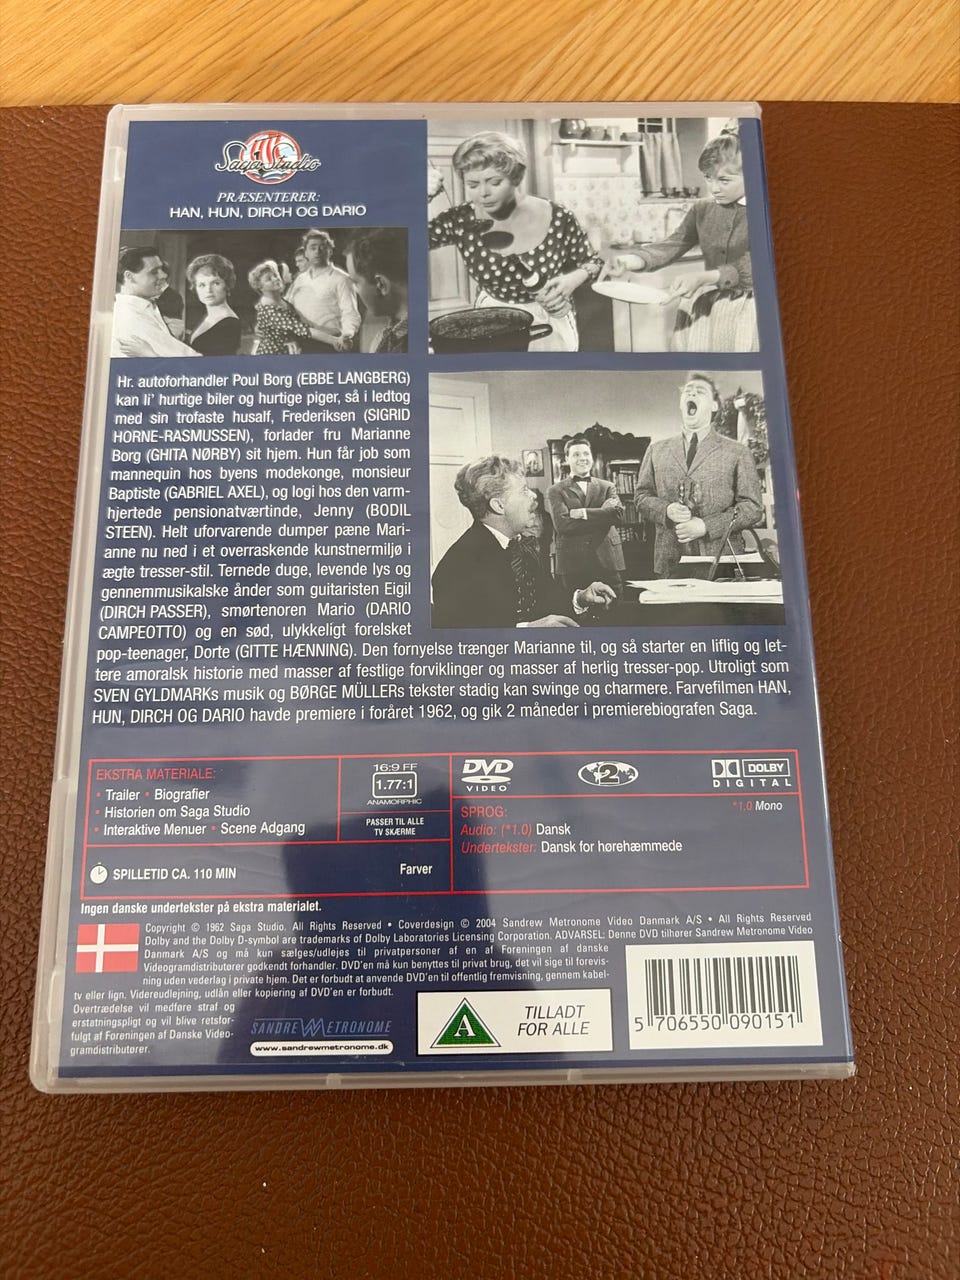 Saga Studio
PRÆSENTERER:
HAN, HUN, DIRCH OG DARIO
Hr. autoforhandler Poul Borg (EBBE LANGBERG)
kan li' hurtige biler og hurtige piger, så i ledtog
med sin trofaste husalf, Frederiksen (SIGRID
HORNE-RASMUSSEN), forlader fru Marianne
Borg (GHITA NØRBY) sit hjem. Hun får job som
mannequin hos byens modekonge, monsieur
Baptiste (GABRIEL AXEL), og logi hos den varm-
hjertede pensionatværtinde, Jenny (BODIL
STEEN). Helt uforvarende dumper pæne Mari-
anne nu ned i et overraskende kunstnermiljø i
ægte tresser-stil. Ternede duge, levende lys og
gennemmusikalske ånder som guitaristen Eigil
(DIRCH PASSER), smørtenoren Mario (DARIO
CAMPEOTTO) og en sød, ulykkeligt forelsket
pop-teenager, Dorte (GITTE HÆNNING). Den fornyelse trænger Marianne til, og så starter en liflig og let-
tere amoralsk historie med masser af festlige forviklinger og masser af herlig tresser-pop. Utroligt som
SVEN GYLDMARKs musik og BØRGE MÜLLERs tekster stadig kan swinge og charmere. Farvefilmen HAN,
HUN, DIRCH OG DARIO havde premiere i foråret 1962, og gik 2 måneder i premierebiografen Saga.
EKSTRA MATERIALE:
• Trailer • Biografier
• Historien om Saga Studio
• Interaktive Menuer • Scene Adgang
16:9 FF
1.77:1
ANAMORPHIC
PASSER TIL ALLE
TV SKÆRME
SPILLETID CA. 110 MIN
Farver
DVD
VIDEO
2
DOLBY
DIGITAL
*1.0 Mono
SPROG:
Audio: (*1.0) Dansk
Undertekster: Dansk for hørehæmmede
Ingen danske undertekster på ekstra materialet.
Copyright © 1962 Saga Studio. All Rights Reserved • Coverdesign © 2004 Sandrew Metronome Video Danmark A/S • All Rights Reserved
Dolby and the Dolby D-symbol are trademarks of Dolby Laboratories Licensing Corporation. ADVARSEL: Denne DVD tilhører Sandrew Metronome Video
Danmark A/S og må kun sælges/udlejes til privatpersoner af en af Foreningen af danske
Videogramdistributører godkendt forhandler. DVD'en må kun benyttes til privat brug, det vil sige til forevis-
ning uden vederlag i private hjem. Det er forbudt at anvende DVD'en til offentlig fremvisning, gennem kabel-
tv eller lign. Videreudlejning, udlån eller kopiering af DVD'en er forbudt.
Overtrædelse vil medføre straf og
erstatningspligt og vil blive retsfor-
fulgt af Foreningen af Danske Video-
gramdistributører.
SANDREW METRONOME
www.sandrewmetronome.dk
A
TILLADT
FOR ALLE
5 706550 090151